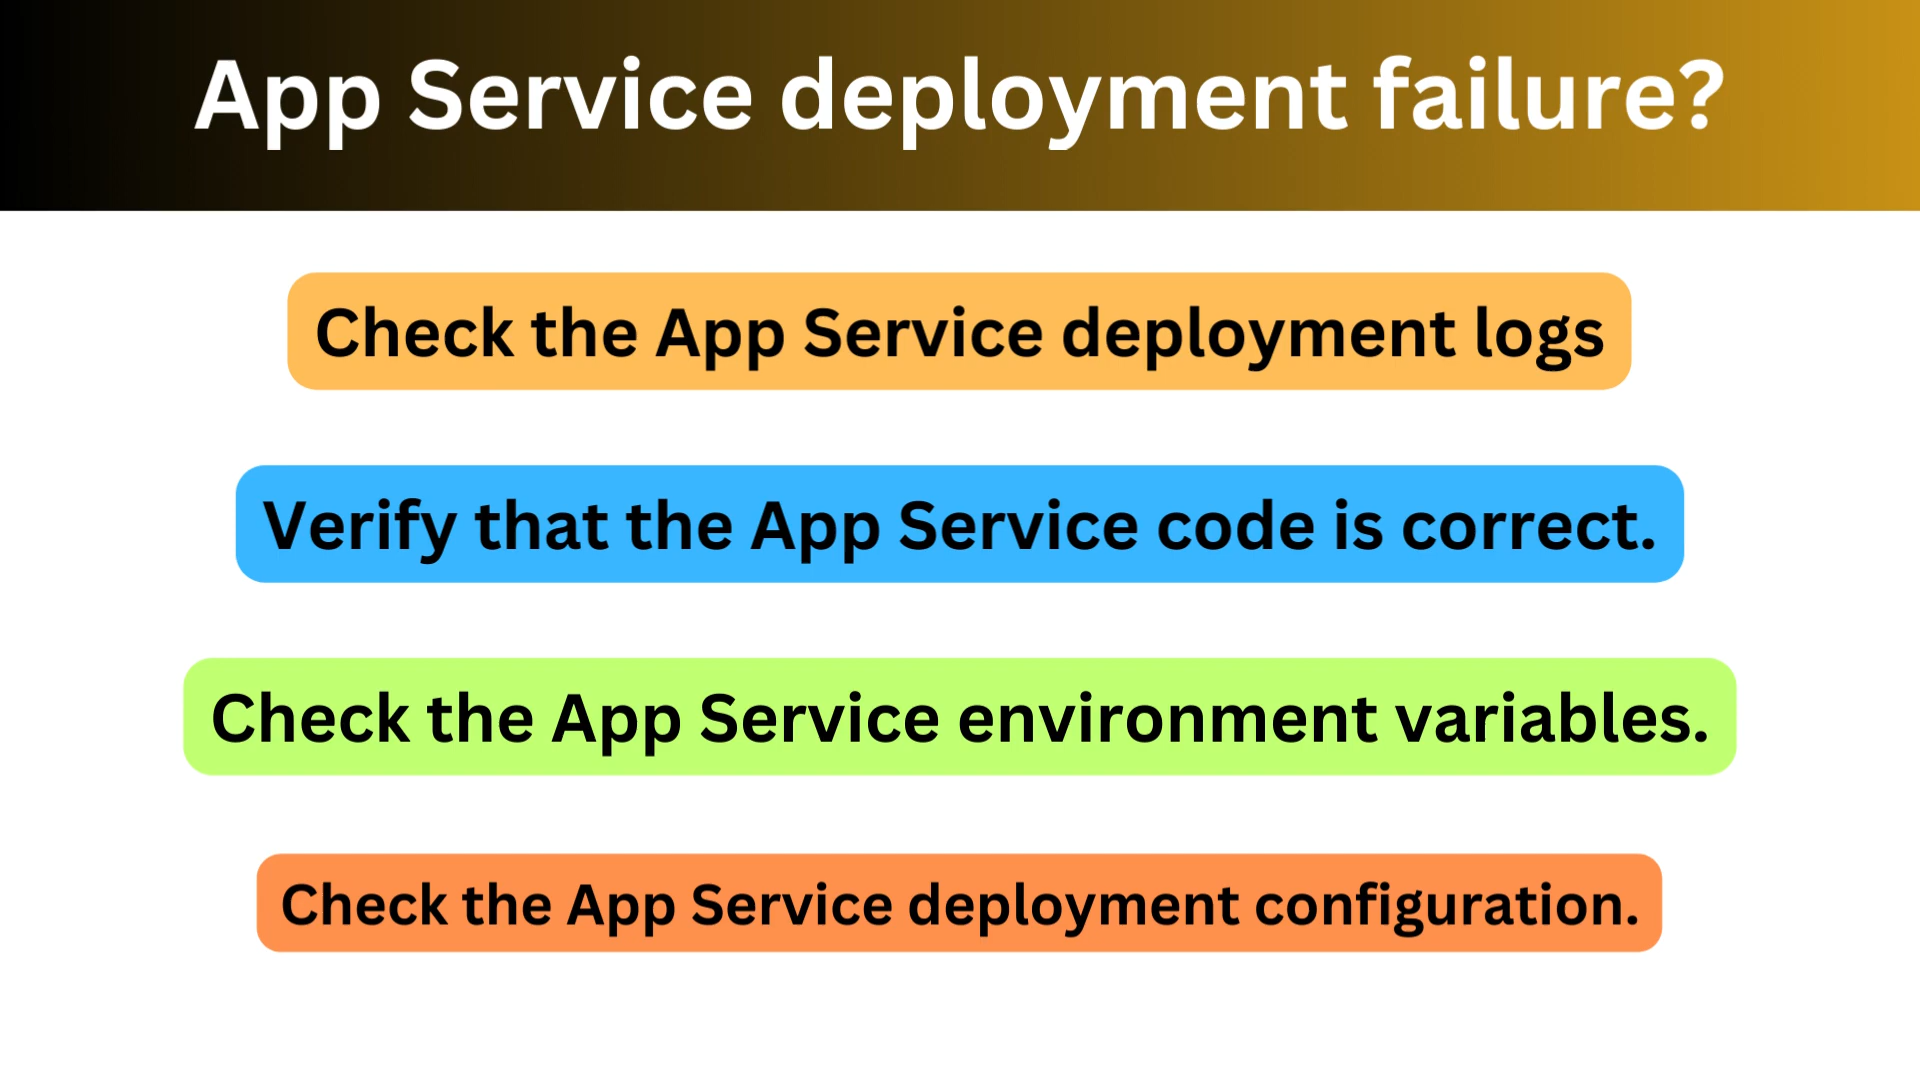 App Service deployment failure?
Check the App Service deployment logs
Verify that the App Service code is correct.
Check the App Service environment variables.
Check the App Service deployment configuration.